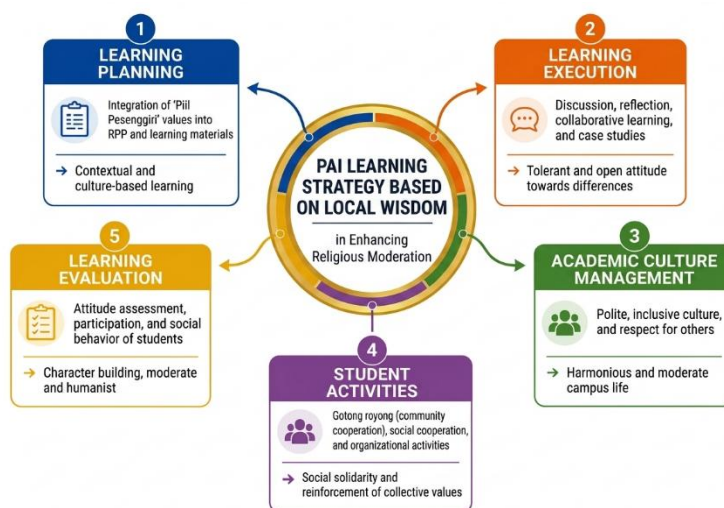 1
LEARNING
PLANNING
Integration of 'Piil
Pesenggiri' values into
RPP and learning materials
→ Contextual and
culture-based learning
2
LEARNING
EXECUTION
Discussion, reflection,
collaborative learning,
and case studies
→ Tolerant and open attitude
towards differences
PAI LEARNING
STRATEGY BASED
ON LOCAL WISDOM
in Enhancing
Religious Moderation
3
ACADEMIC CULTURE
MANAGEMENT
Polite, inclusive culture,
and respect for others
→ Harmonious and moderate
campus life
4
STUDENT
ACTIVITIES
Gotong royong (community
cooperation), social cooperation,
and organizational activities
→ Social solidarity and
reinforcement of collective values
5
LEARNING
EVALUATION
Attitude assessment,
participation, and social
behavior of students
→ Character building, moderate
and humanist